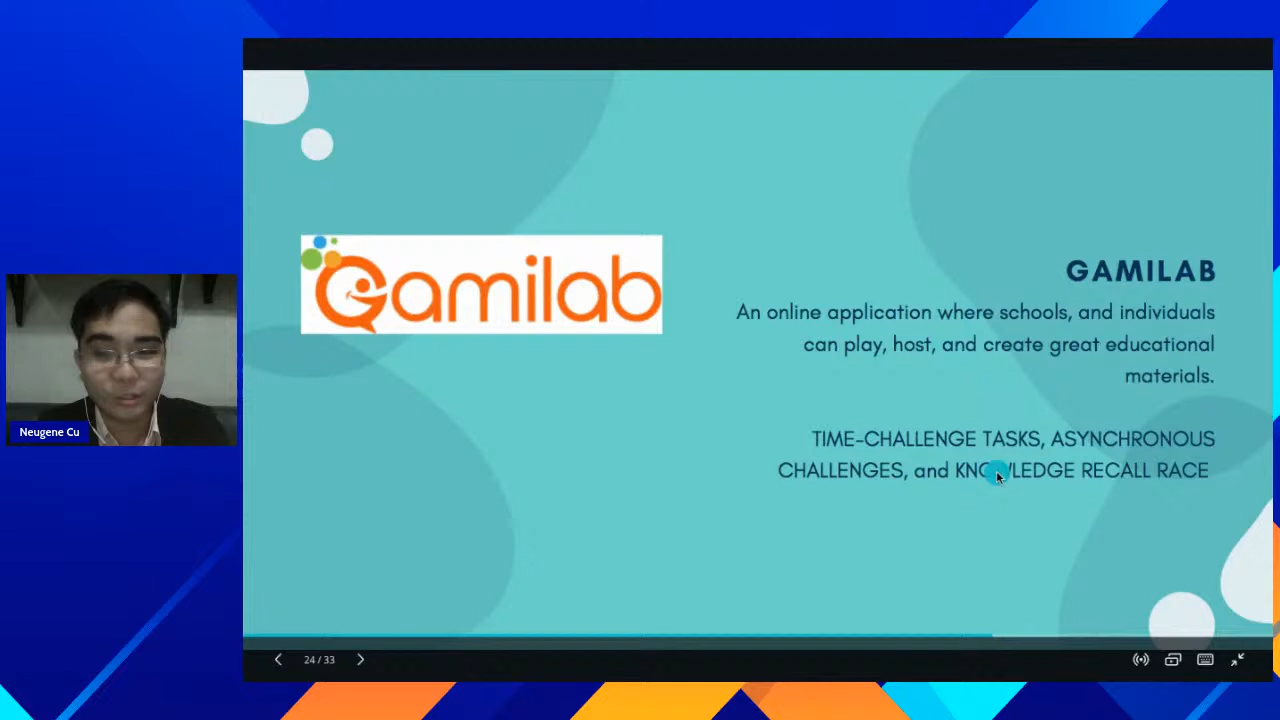 Gamilab
GAMILAB
An online application where schools, and individuals
can play, host, and create great educational
materials.
TIME-CHALLENGE TASKS, ASYNCHRONOUS
CHALLENGES, and KNOWLEDGE RECALL RACE
Neugene Cu
24 / 33